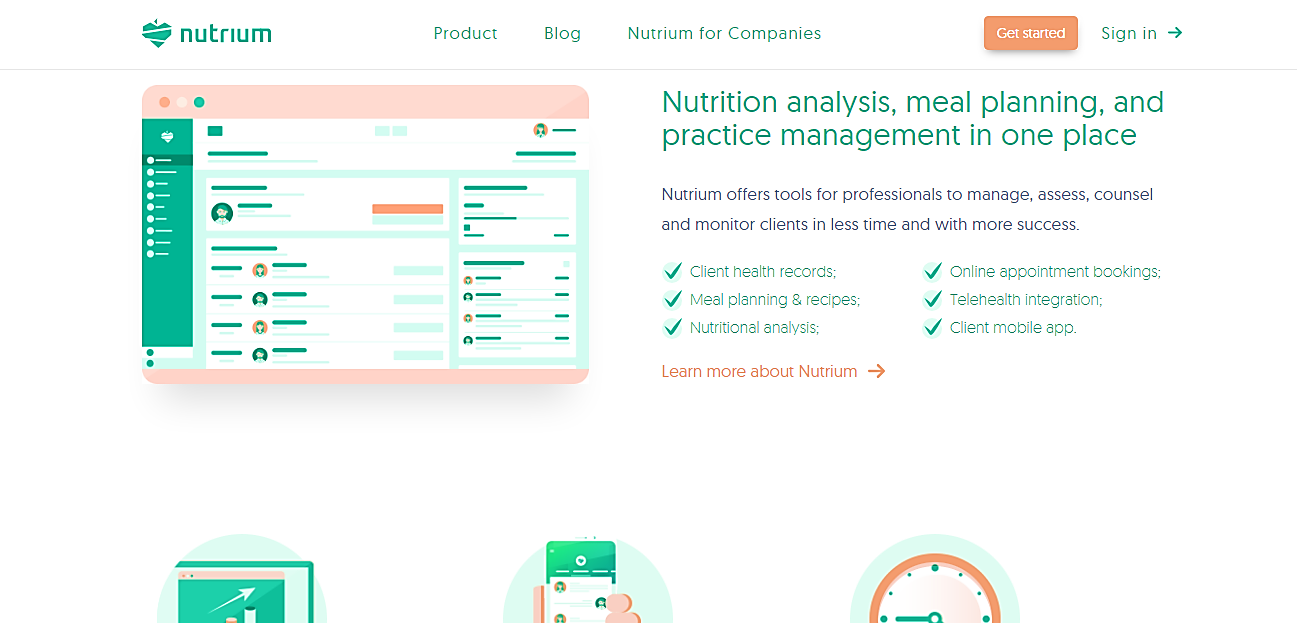 nutrium
Product
Blog
Nutrium for Companies
Get started
Sign in
Nutrition analysis, meal planning, and
practice management in one place
Nutrium offers tools for professionals to manage, assess, counsel
and monitor clients in less time and with more success.
Client health records;
Meal planning & recipes;
Nutritional analysis;
Online appointment bookings;
Telehealth integration;
Client mobile app.
Learn more about Nutrium